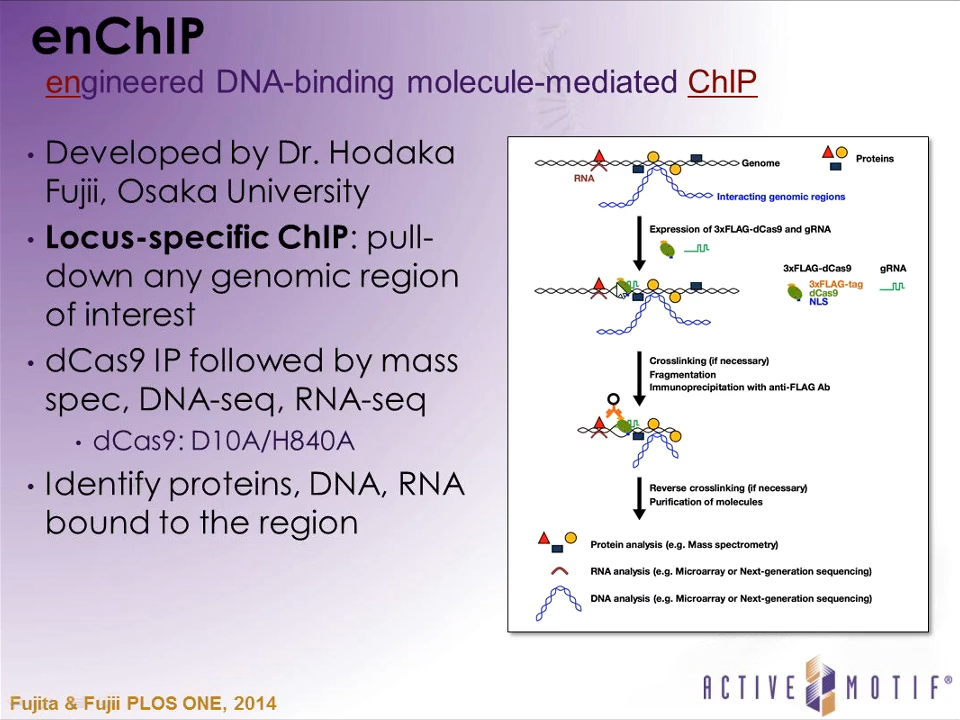 enChIP
engineered DNA-binding molecule-mediated ChIP
• Developed by Dr. Hodaka
Fujii, Osaka University
• Locus-specific ChIP: pull-
down any genomic region
of interest
• dCas9 IP followed by mass
spec, DNA-seq, RNA-seq
• dCas9: D10A/H840A
• Identify proteins, DNA, RNA
bound to the region
Genome
Proteins
RNA
Interacting genomic regions
Expression of 3xFLAG-dCas9 and gRNA
3xFLAG-dCas9
gRNA
3xFLAG-tag
dCas9
NLS
Crosslinking (if necessary)
Fragmentation
Immunoprecipitation with anti-FLAG Ab
Reverse crosslinking (if necessary)
Purification of molecules
Protein analysis (e.g. Mass spectrometry)
RNA analysis (e.g. Microarray or Next-generation sequencing)
DNA analysis (e.g. Microarray or Next-generation sequencing)
Fujita & Fujii PLOS ONE, 2014
ACTIVE MOTIF®